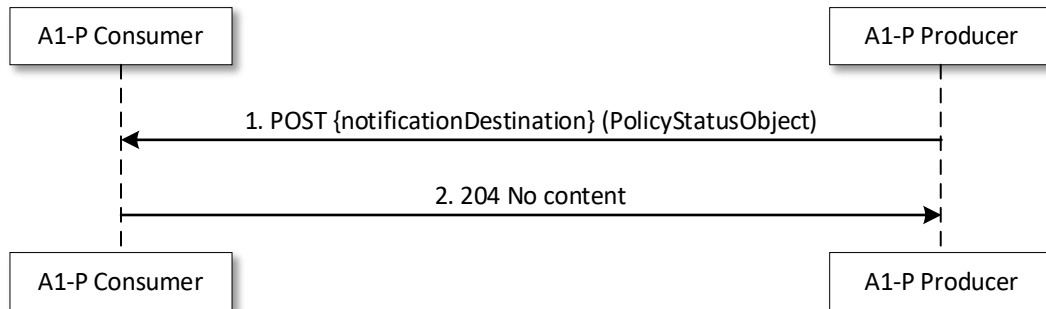 A1-P Consumer
A1-P Producer
1. POST {notificationDestination} (PolicyStatusObject)
2. 204 No content
A1-P Consumer
A1-P Producer